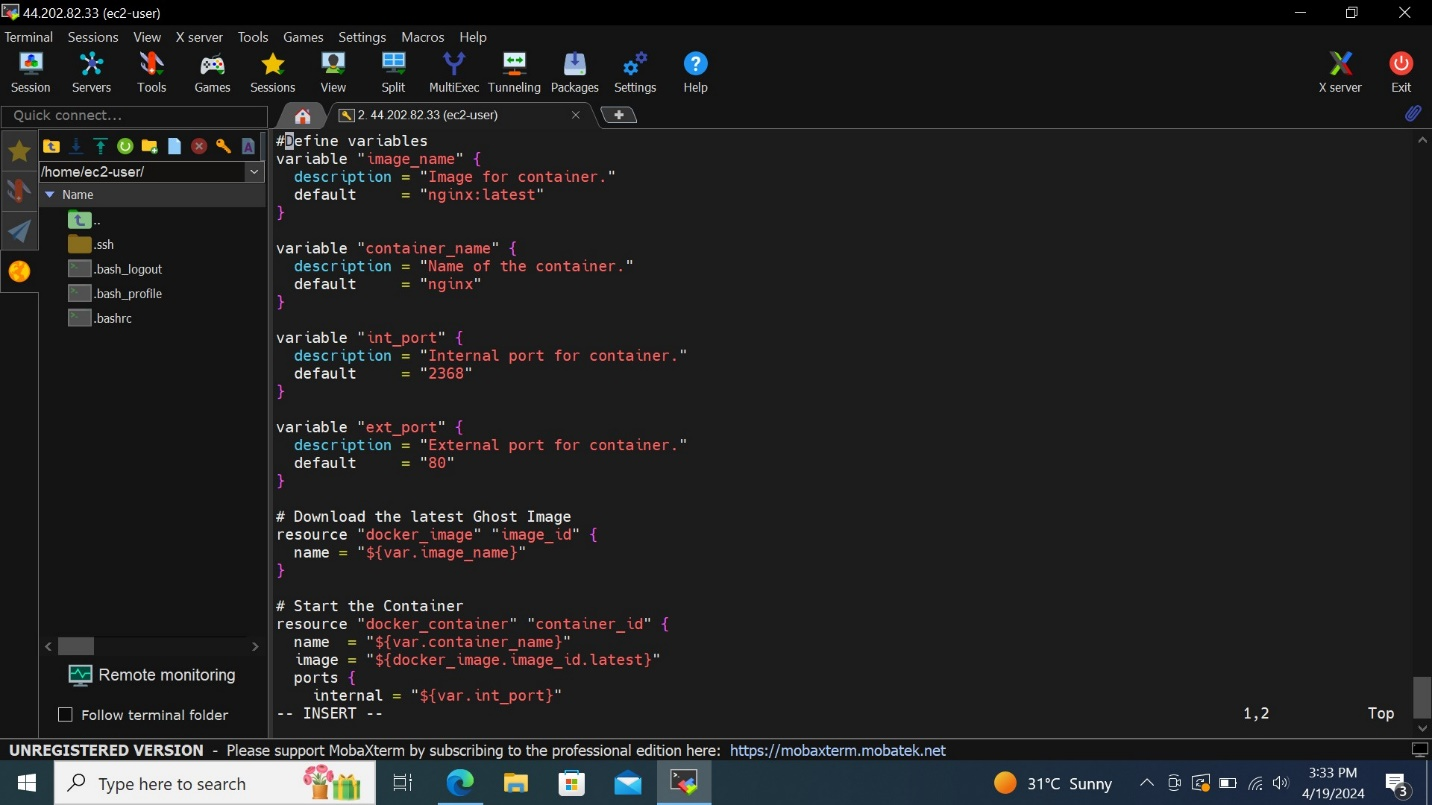 44.202.82.33 (ec2-user)
Terminal Sessions View X server Tools Games Settings Macros Help
Session Servers Tools Games Sessions View Split MultiExec Tunneling Packages Settings Help X server Exit
Quick connect...
2. 44.202.82.33 (ec2-user)
/home/ec2-user/
Name
..
.ssh
.bash_logout
.bash_profile
.bashrc
Remote monitoring
Follow terminal folder
#Define variables
variable "image_name" {
  description = "Image for container."
  default     = "nginx:latest"
}
variable "container_name" {
  description = "Name of the container."
  default     = "nginx"
}
variable "int_port" {
  description = "Internal port for container."
  default     = "2368"
}
variable "ext_port" {
  description = "External port for container."
  default     = "80"
}
# Download the latest Ghost Image
resource "docker_image" "image_id" {
  name = "${var.image_name}"
}
# Start the Container
resource "docker_container" "container_id" {
  name  = "${var.container_name}"
  image = "${docker_image.image_id.latest}"
  ports {
    internal = "${var.int_port}"
-- INSERT -- 1,2 Top
UNREGISTERED VERSION - Please support MobaXterm by subscribing to the professional edition here: https://mobaxterm.mobatek.net
Type here to search
31°C Sunny
3:33 PM
4/19/2024
3